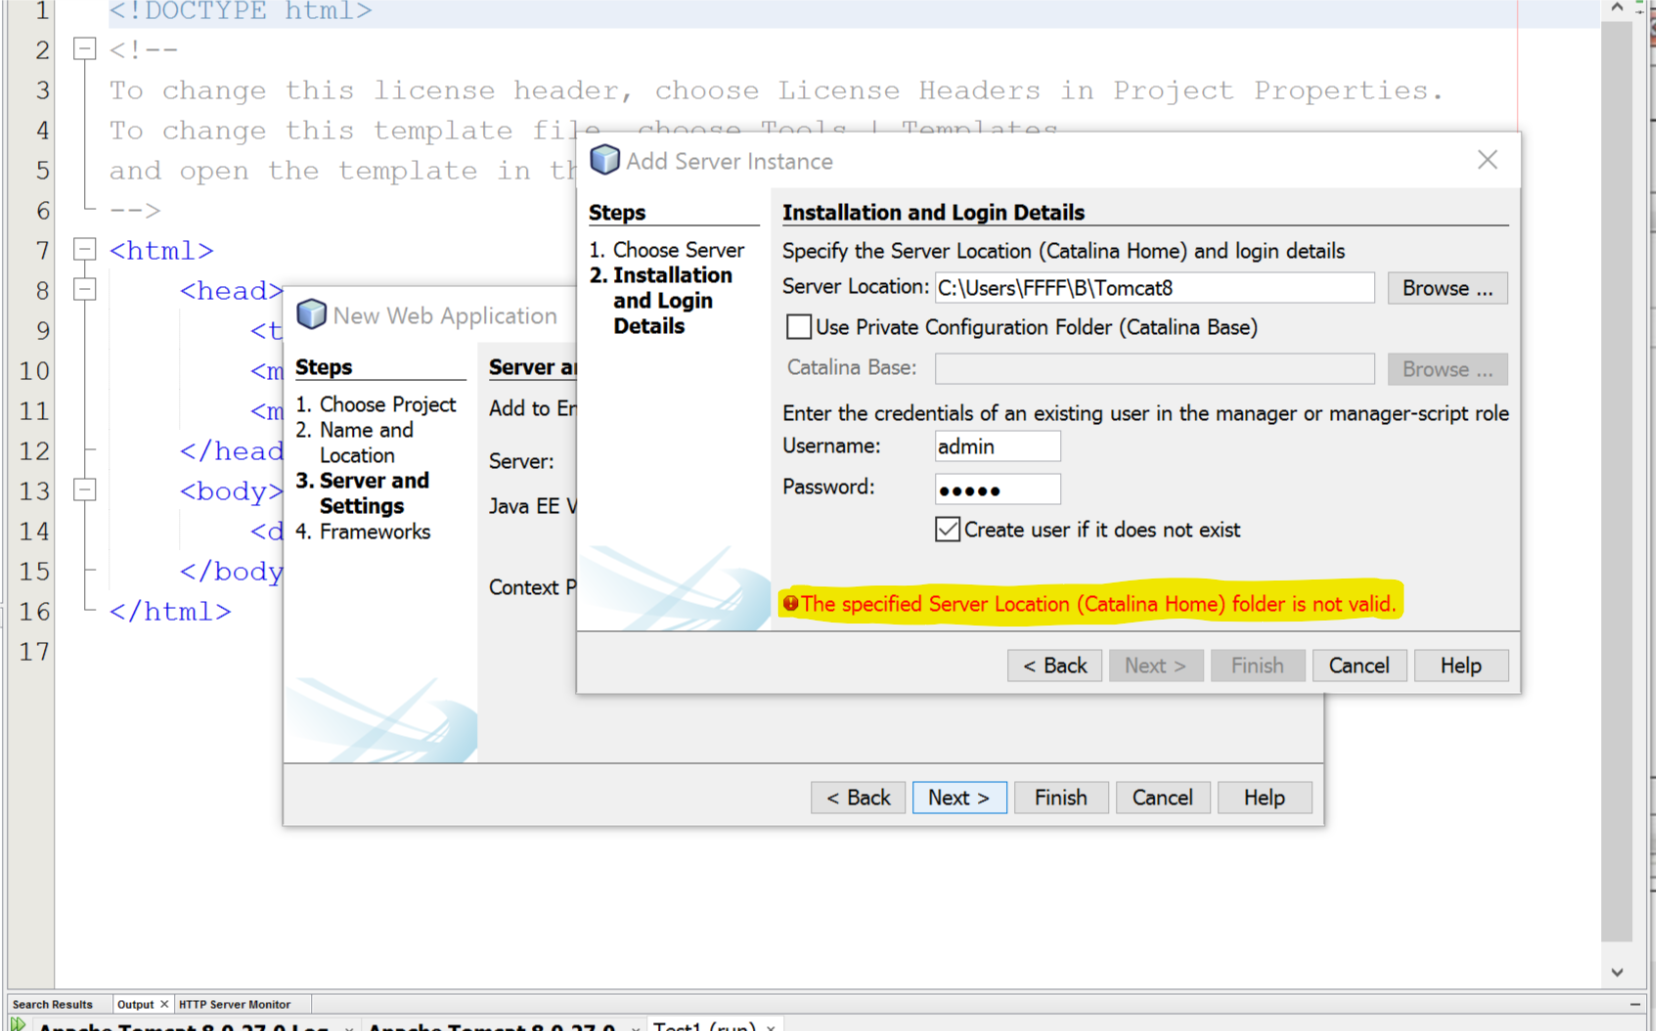 1 <!DOCTYPE html>
2 <!--
3 To change this license header, choose License Headers in Project Properties.
4 To change this template file, choose Tools | Templates
5 and open the template in th
6 -->
7 <html>
8 <head>
9 <t
10 <m
11 <m
12 </head
13 <body>
14 <d
15 </body
16 </html>
17
New Web Application
Steps
1. Choose Project
2. Name and
Location
3. Server and
Settings
4. Frameworks
Server an
Add to En
Server:
Java EE V
Context P
< Back Next > Finish Cancel Help
Add Server Instance
Steps
1. Choose Server
2. Installation
and Login
Details
Installation and Login Details
Specify the Server Location (Catalina Home) and login details
Server Location: C:\Users\FFFF\B\Tomcat8 Browse ...
Use Private Configuration Folder (Catalina Base)
Catalina Base: Browse ...
Enter the credentials of an existing user in the manager or manager-script role
Username: admin
Password: ●●●●●
Create user if it does not exist
The specified Server Location (Catalina Home) folder is not valid.
< Back Next > Finish Cancel Help
Search Results Output HTTP Server Monitor
Apache Tomcat 8.0.27.0 Log Apache Tomcat 8.0.27.0 Test1 (run)